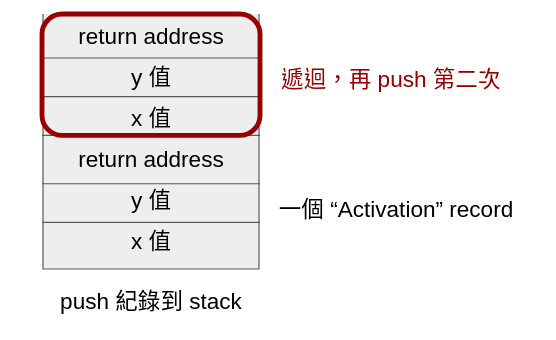 return address
y 值
x 值
遞迴，再 push 第二次
return address
y 值
x 值
一個 “Activation” record
push 紀錄到 stack